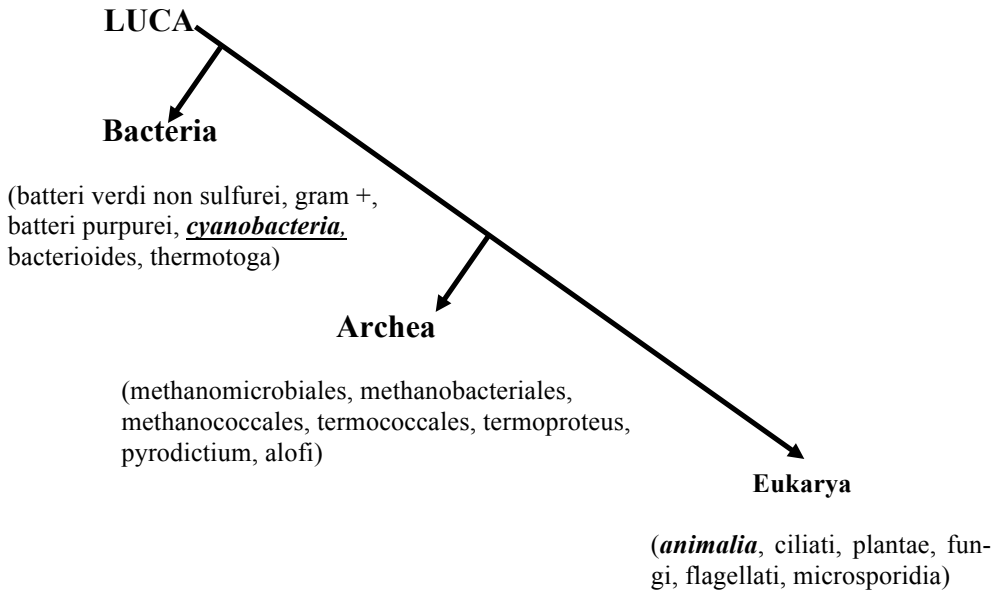 LUCA
Bacteria
(batteri verdi non sulfurei, gram +,
batteri purpurei, cyanobacteria,
bacterioides, thermotoga)
Archea
(methanomicrobiales, methanobacteriales,
methanococcales, termococcales, termoproteus,
pyrodictium, alofi)
Eukarya
(animalia, ciliati, plantae, fun-
gi, flagellati, microsporidia)